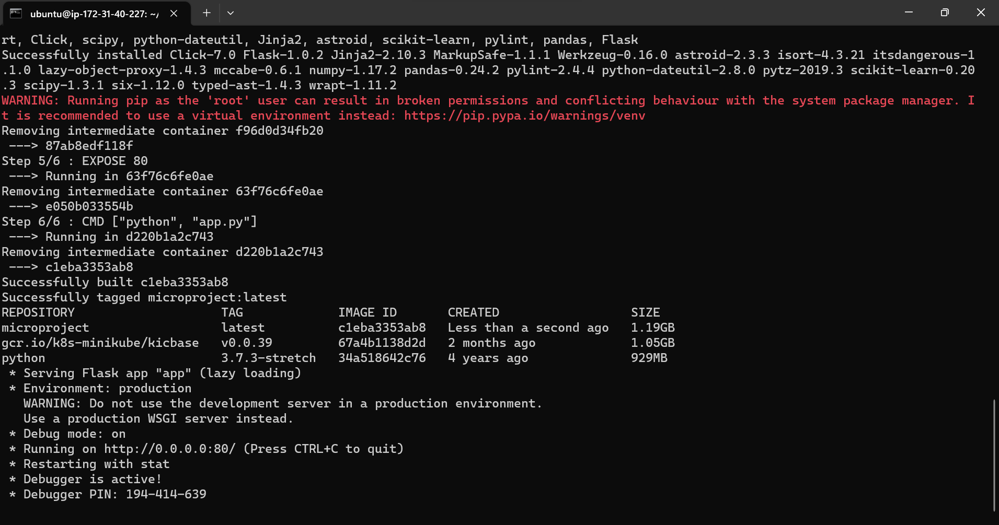 ubuntu@ip-172-31-40-227: ~/
rt, Click, scipy, python-dateutil, Jinja2, astroid, scikit-learn, pylint, pandas, Flask
Successfully installed Click-7.0 Flask-1.0.2 Jinja2-2.10.3 MarkupSafe-1.1.1 Werkzeug-0.16.0 astroid-2.3.3 isort-4.3.21 itsdangerous-1
.1.0 lazy-object-proxy-1.4.3 mccabe-0.6.1 numpy-1.17.2 pandas-0.24.2 pylint-2.4.4 python-dateutil-2.8.0 pytz-2019.3 scikit-learn-0.20
.3 scipy-1.3.1 six-1.12.0 typed-ast-1.4.3 wrapt-1.11.2
WARNING: Running pip as the 'root' user can result in broken permissions and conflicting behaviour with the system package manager. I
t is recommended to use a virtual environment instead: https://pip.pypa.io/warnings/venv
Removing intermediate container f96d0d34fb20
 ---> 87ab8edf118f
Step 5/6 : EXPOSE 80
 ---> Running in 63f76c6fe0ae
Removing intermediate container 63f76c6fe0ae
 ---> e050b033554b
Step 6/6 : CMD ["python", "app.py"]
 ---> Running in d220b1a2c743
Removing intermediate container d220b1a2c743
 ---> c1eba3353ab8
Successfully built c1eba3353ab8
Successfully tagged microproject:latest
REPOSITORY                    TAG             IMAGE ID       CREATED                  SIZE
microproject                  latest          c1eba3353ab8   Less than a second ago   1.19GB
gcr.io/k8s-minikube/kicbase   v0.0.39         67a4b1138d2d   2 months ago             1.05GB
python                        3.7.3-stretch   34a518642c76   4 years ago              929MB
 * Serving Flask app "app" (lazy loading)
 * Environment: production
   WARNING: Do not use the development server in a production environment.
   Use a production WSGI server instead.
 * Debug mode: on
 * Running on http://0.0.0.0:80/ (Press CTRL+C to quit)
 * Restarting with stat
 * Debugger is active!
 * Debugger PIN: 194-414-639